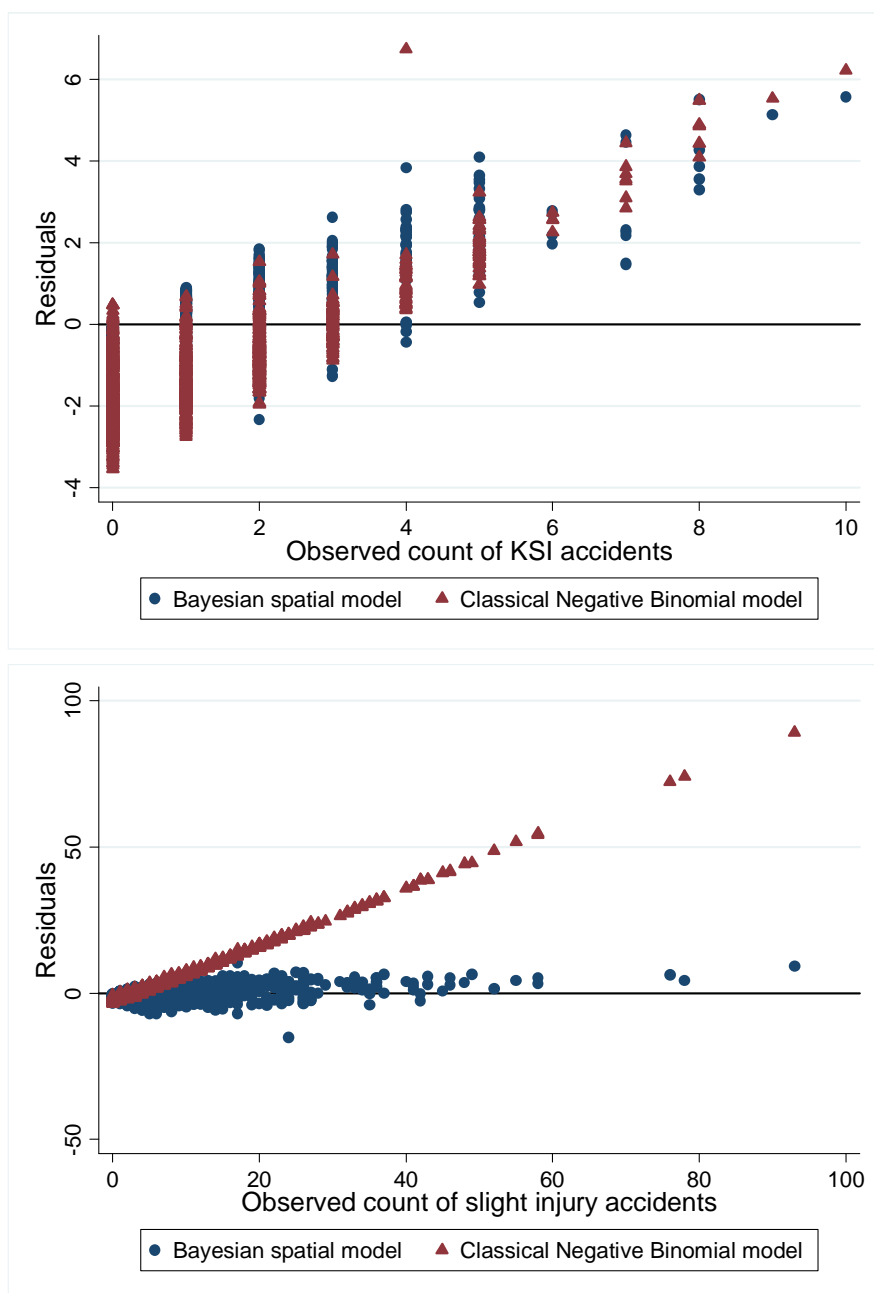 6
4
2
0
-2
-4
Residuals
0 2 4 6 8 10
Observed count of KSI accidents
Bayesian spatial model Classical Negative Binomial model
100
50
0
-50
Residuals
0 20 40 60 80 100
Observed count of slight injury accidents
Bayesian spatial model Classical Negative Binomial model